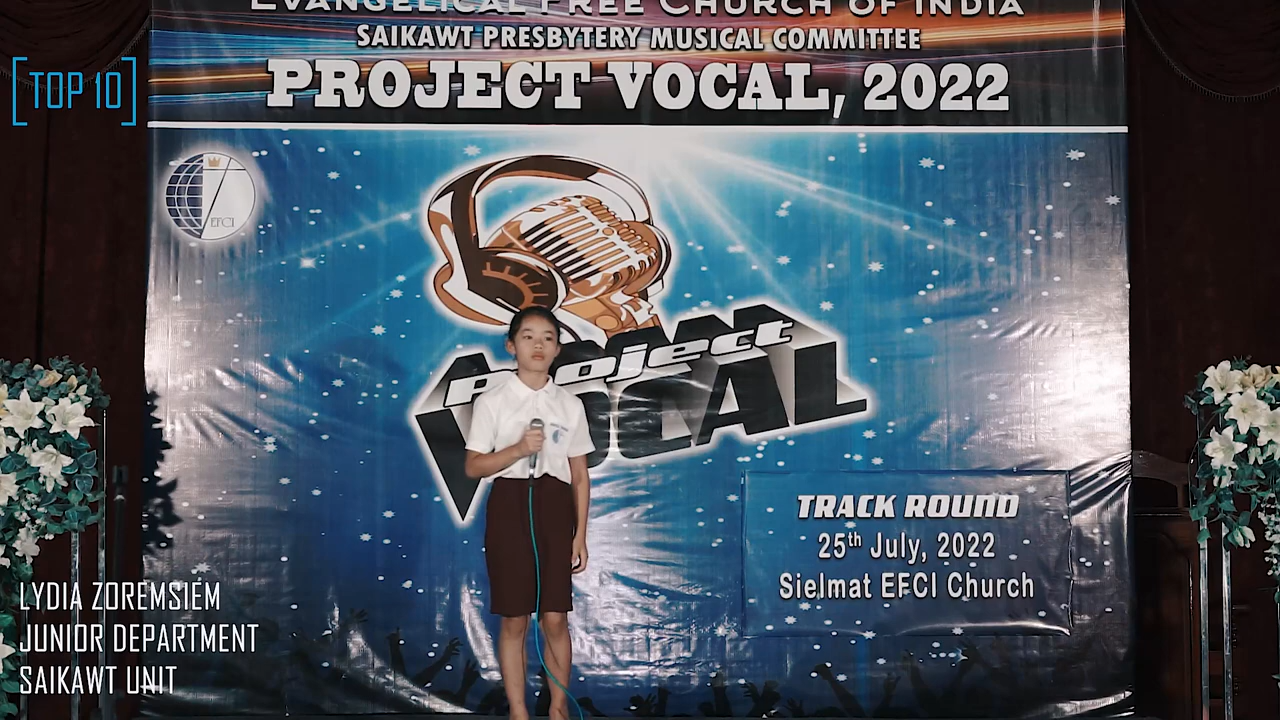 EVANGELICAL FREE CHURCH OF INDIA
SAIKAWT PRESBYTERY MUSICAL COMMITTEE
PROJECT VOCAL, 2022
[TOP 10]
EFCI
project
VOCAL
TRACK ROUND
25th July, 2022
Sielmat EFCI Church
LYDIA ZOREMSIEM
JUNIOR DEPARTMENT
SAIKAWT UNIT